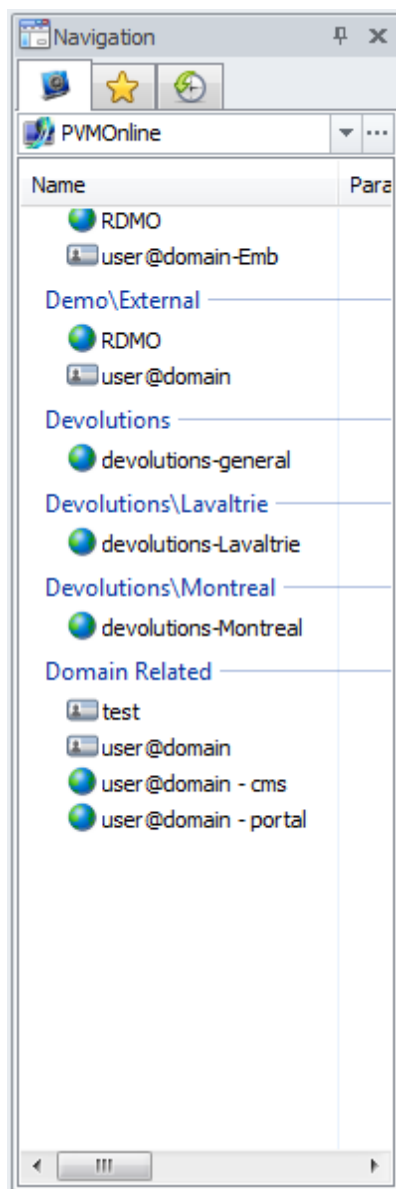 Navigation
PVMOnline
Name Para
RDMO
user@domain-Emb
Demo\External
RDMO
user@domain
Devolutions
devolutions-general
Devolutions\Lavaltrie
devolutions-Lavaltrie
Devolutions\Montreal
devolutions-Montreal
Domain Related
test
user@domain
user@domain - cms
user@domain - portal